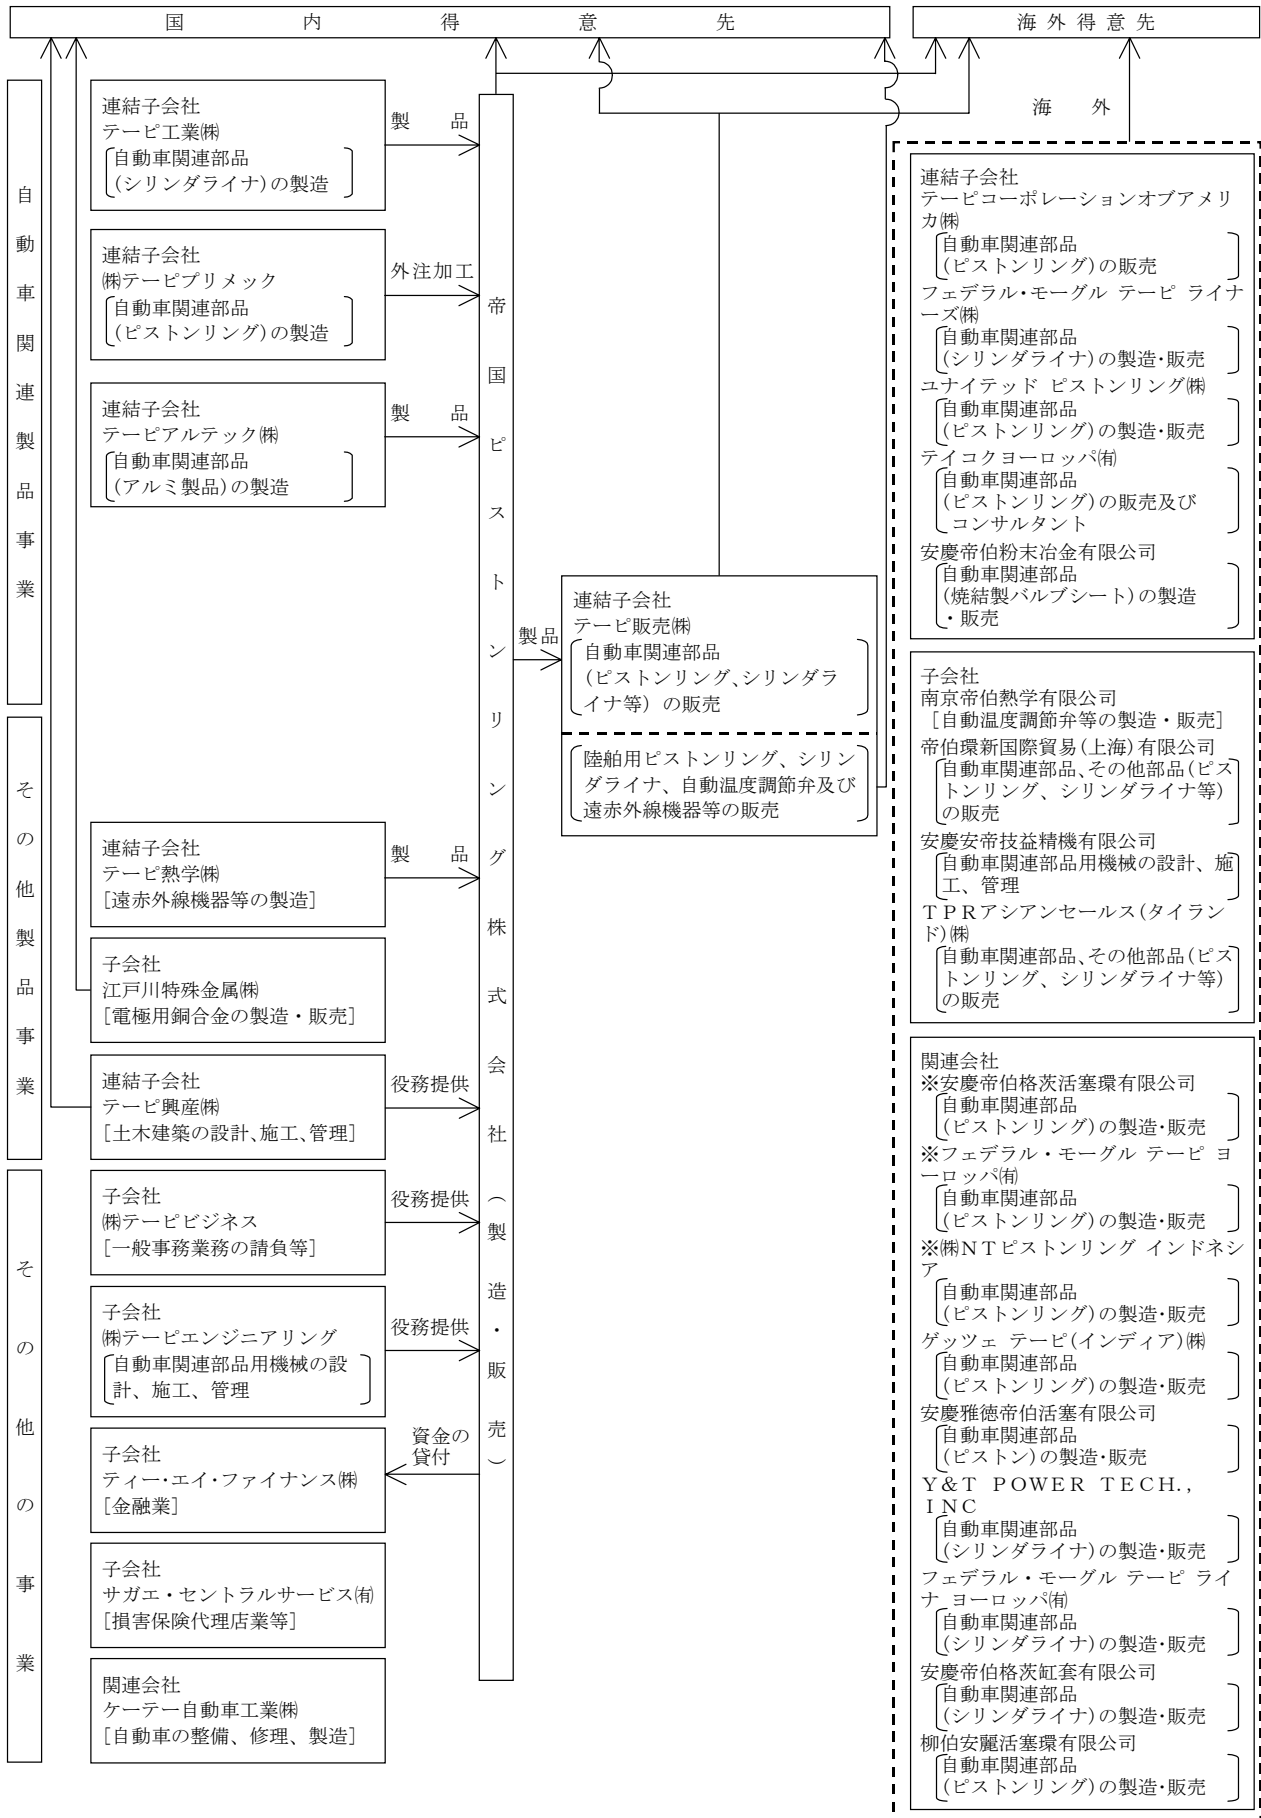 国内得意先
海外得意先
自動車関連製品事業
連結子会社
テーピ工業㈱
自動車関連部品
(シリンダライナ)の製造
製品
連結子会社
㈱テーピプリメック
自動車関連部品
(ピストンリング)の製造
外注加工
連結子会社
テーピアルテック㈱
自動車関連部品
(アルミ製品)の製造
製品
その他製品事業
連結子会社
テーピ熱学㈱
[遠赤外線機器等の製造]
製品
子会社
江戸川特殊金属㈱
[電極用銅合金の製造・販売]
連結子会社
テーピ興産㈱
[土木建築の設計、施工、管理]
役務提供
その他の事業
子会社
㈱テーピビジネス
[一般事務業務の請負等]
役務提供
子会社
㈱テーピエンジニアリング
自動車関連部品用機械の設
計、施工、管理
役務提供
子会社
ティー・エイ・ファイナンス㈱
[金融業]
資金の
貸付
子会社
サガエ・セントラルサービス㈲
[損害保険代理店業等]
関連会社
ケーテー自動車工業㈱
[自動車の整備、修理、製造]
帝国ピストンリング株式会社(製造・販売)
製品
連結子会社
テーピ販売㈱
自動車関連部品
(ピストンリング、シリンダラ
イナ等）の販売
陸舶用ピストンリング、シリン
ダライナ、自動温度調節弁及び
遠赤外線機器等の販売
海外
連結子会社
テーピコーポレーションオブアメリ
カ㈱
自動車関連部品
(ピストンリング)の販売
フェデラル・モーグル テーピ ライナ
ーズ㈱
自動車関連部品
(シリンダライナ)の製造・販売
ユナイテッド ピストンリング㈱
自動車関連部品
(ピストンリング)の製造・販売
テイコクヨーロッパ㈲
自動車関連部品
(ピストンリング)の販売及び
コンサルタント
安慶帝伯粉末冶金有限公司
自動車関連部品
(焼結製バルブシート)の製造
・販売
子会社
南京帝伯熱学有限公司
[自動温度調節弁等の製造・販売]
帝伯環新国際貿易(上海)有限公司
自動車関連部品、その他部品(ピス
トンリング、シリンダライナ等)
の販売
安慶安帝技益精機有限公司
自動車関連部品用機械の設計、施
工、管理
ＴＰＲアシアンセールス(タイラン
ド)㈱
自動車関連部品、その他部品(ピス
トンリング、シリンダライナ等)
の販売
関連会社
※安慶帝伯格茨活塞環有限公司
自動車関連部品
(ピストンリング)の製造・販売
※フェデラル・モーグル テーピ ヨ
ーロッパ㈲
自動車関連部品
(ピストンリング)の製造・販売
※㈱ＮＴピストンリング インドネシ
ア
自動車関連部品
(ピストンリング)の製造・販売
ゲッツェ テーピ(インディア)㈱
自動車関連部品
(ピストンリング)の製造・販売
安慶雅徳帝伯活塞有限公司
自動車関連部品
(ピストン)の製造・販売
Ｙ&Ｔ ＰＯＷＥＲ ＴＥＣＨ.,
ＩＮＣ
自動車関連部品
(シリンダライナ)の製造・販売
フェデラル・モーグル テーピ ライ
ナ ヨーロッパ㈲
自動車関連部品
(シリンダライナ)の製造・販売
安慶帝伯格茨缸套有限公司
自動車関連部品
(シリンダライナ)の製造・販売
柳伯安麗活塞環有限公司
自動車関連部品
(ピストンリング)の製造・販売